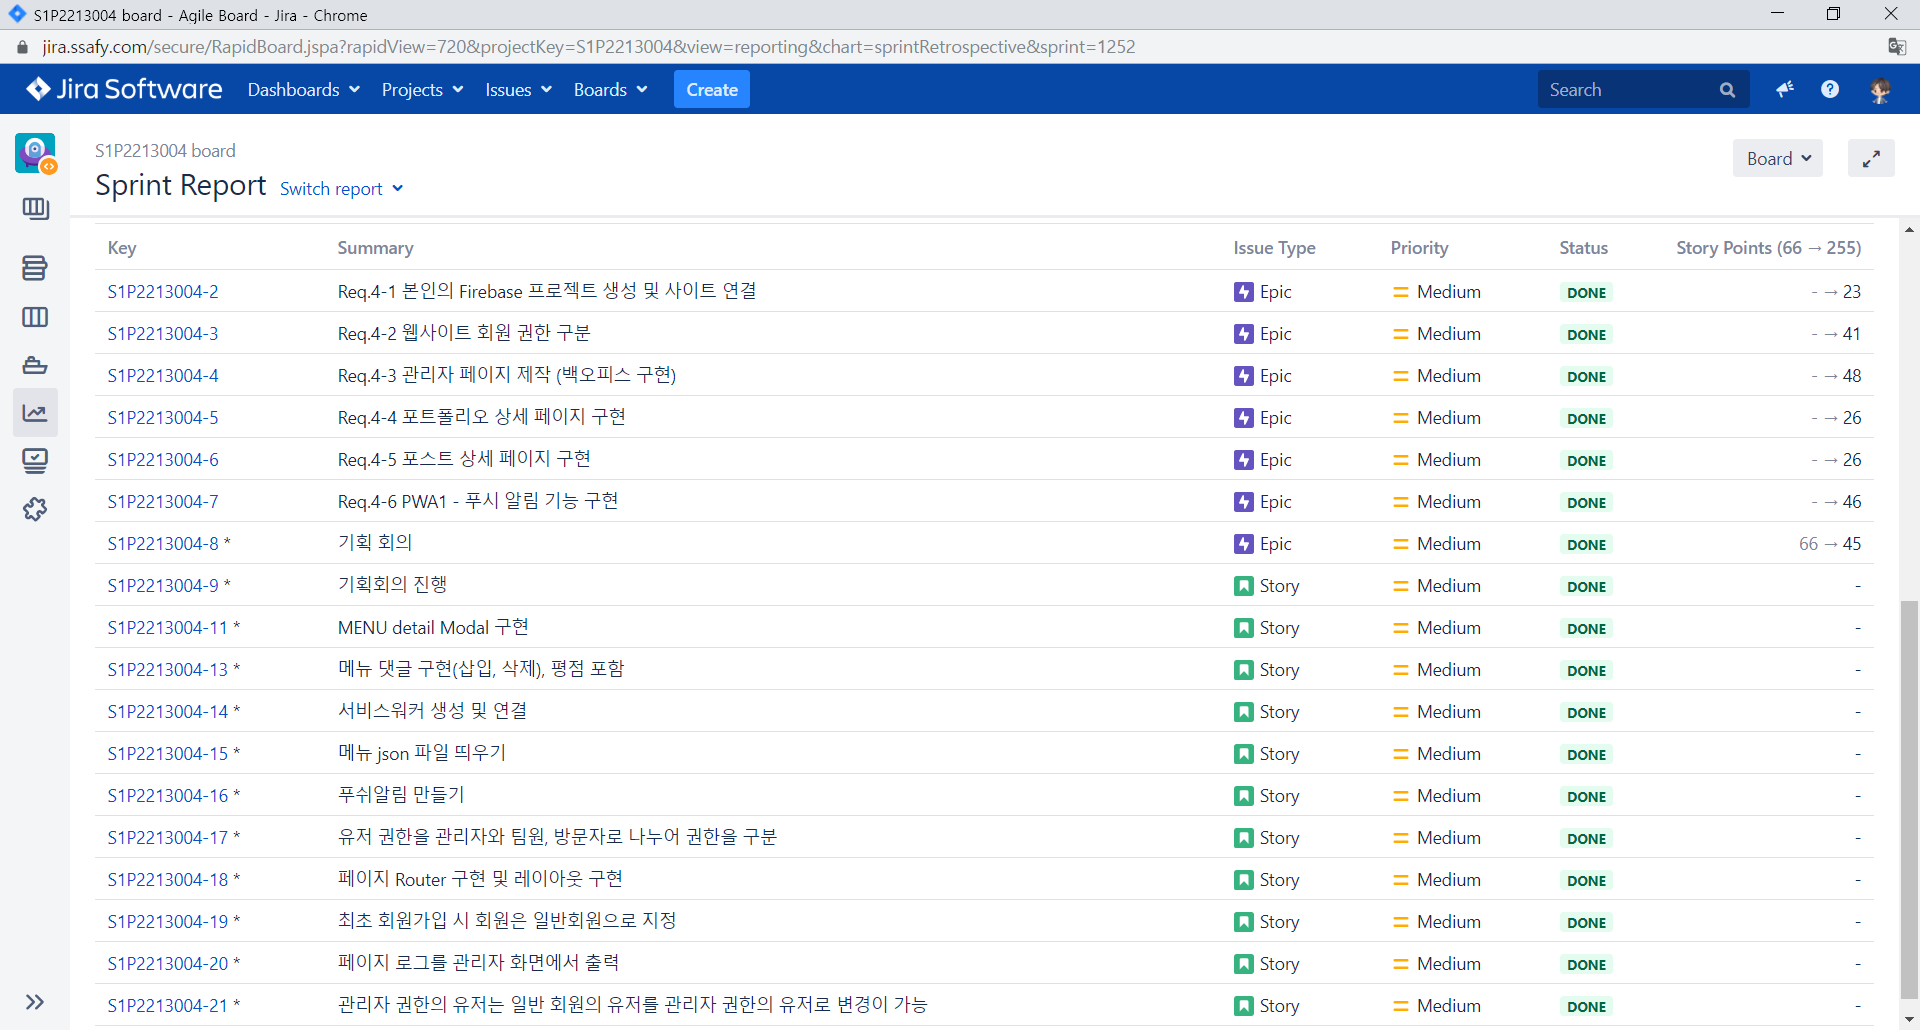 S1P2213004 board - Agile Board - Jira - Chrome
jira.ssafy.com/secure/RapidBoard.jspa?rapidView=720&projectKey=S1P2213004&view=reporting&chart=sprintRetrospective&sprint=1252
Jira Software Dashboards Projects Issues Boards Create Search
S1P2213004 board
Board
Sprint Report Switch report
Key Summary Issue Type Priority Status Story Points (66 → 255)
S1P2213004-2 Req.4-1 본인의 Firebase 프로젝트 생성 및 사이트 연결 Epic Medium DONE - → 23
S1P2213004-3 Req.4-2 웹사이트 회원 권한 구분 Epic Medium DONE - → 41
S1P2213004-4 Req.4-3 관리자 페이지 제작 (백오피스 구현) Epic Medium DONE - → 48
S1P2213004-5 Req.4-4 포트폴리오 상세 페이지 구현 Epic Medium DONE - → 26
S1P2213004-6 Req.4-5 포스트 상세 페이지 구현 Epic Medium DONE - → 26
S1P2213004-7 Req.4-6 PWA1 - 푸시 알림 기능 구현 Epic Medium DONE - → 46
S1P2213004-8 * 기획 회의 Epic Medium DONE 66 → 45
S1P2213004-9 * 기획회의 진행 Story Medium DONE -
S1P2213004-11 * MENU detail Modal 구현 Story Medium DONE -
S1P2213004-13 * 메뉴 댓글 구현(삽입, 삭제), 평점 포함 Story Medium DONE -
S1P2213004-14 * 서비스워커 생성 및 연결 Story Medium DONE -
S1P2213004-15 * 메뉴 json 파일 띄우기 Story Medium DONE -
S1P2213004-16 * 푸쉬알림 만들기 Story Medium DONE -
S1P2213004-17 * 유저 권한을 관리자와 팀원, 방문자로 나누어 권한을 구분 Story Medium DONE -
S1P2213004-18 * 페이지 Router 구현 및 레이아웃 구현 Story Medium DONE -
S1P2213004-19 * 최초 회원가입 시 회원은 일반회원으로 지정 Story Medium DONE -
S1P2213004-20 * 페이지 로그를 관리자 화면에서 출력 Story Medium DONE -
S1P2213004-21 * 관리자 권한의 유저는 일반 회원의 유저를 관리자 권한의 유저로 변경이 가능 Story Medium DONE -